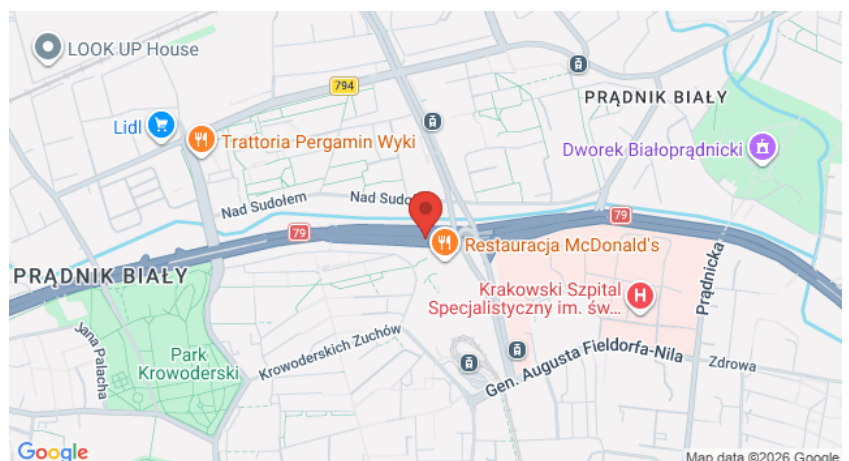 LOOK UP House
794
PRĄDNIK BIAŁY
Lidl
Trattoria Pergamin Wyki
Dworek Białoprądnicki
Nad Sudołem
Nad Sudołem
79
79
Restauracja McDonald's
PRĄDNIK BIAŁY
Prądnicka
Krakowski Szpital
Specjalistyczny im. św...
H
Jana Palacha
Park
Krowoderski
Krowoderskich Zuchów
Gen. Augusta Fieldorfa-Nila
Zdrowa
Google
Map data ©2026 Google